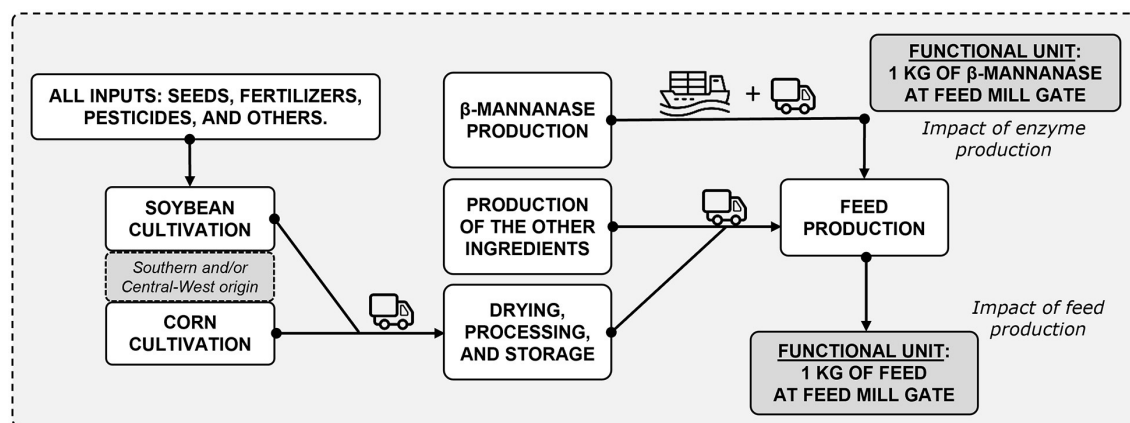 ALL INPUTS: SEEDS, FERTILIZERS,
PESTICIDES, AND OTHERS.
SOYBEAN
CULTIVATION
Southern and/or
Central-West origin
CORN
CULTIVATION
β-MANNANASE
PRODUCTION
PRODUCTION
OF THE OTHER
INGREDIENTS
DRYING,
PROCESSING,
AND STORAGE
+
FUNCTIONAL UNIT:
1 KG OF β-MANNANASE
AT FEED MILL GATE
Impact of enzyme
production
FEED
PRODUCTION
Impact of feed
production
FUNCTIONAL UNIT:
1 KG OF FEED
AT FEED MILL GATE